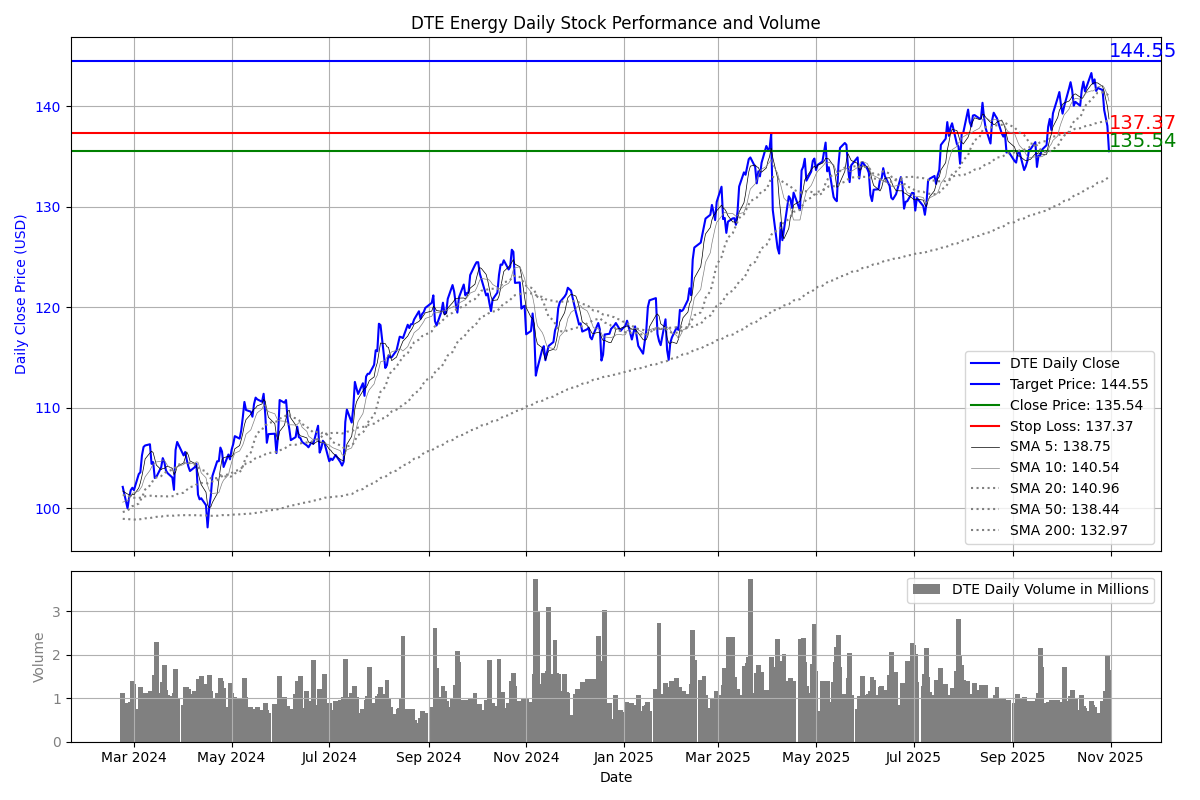 DTE Energy Daily Stock Performance and Volume
144.55
137.37
135.54
140
130
120
110
100
Daily Close Price (USD)
DTE Daily Close
Target Price: 144.55
Close Price: 135.54
Stop Loss: 137.37
SMA 5: 138.75
SMA 10: 140.54
SMA 20: 140.96
SMA 50: 138.44
SMA 200: 132.97
DTE Daily Volume in Millions
3
2
1
0
Volume
Mar 2024 May 2024 Jul 2024 Sep 2024 Nov 2024 Jan 2025 Mar 2025 May 2025 Jul 2025 Sep 2025 Nov 2025
Date